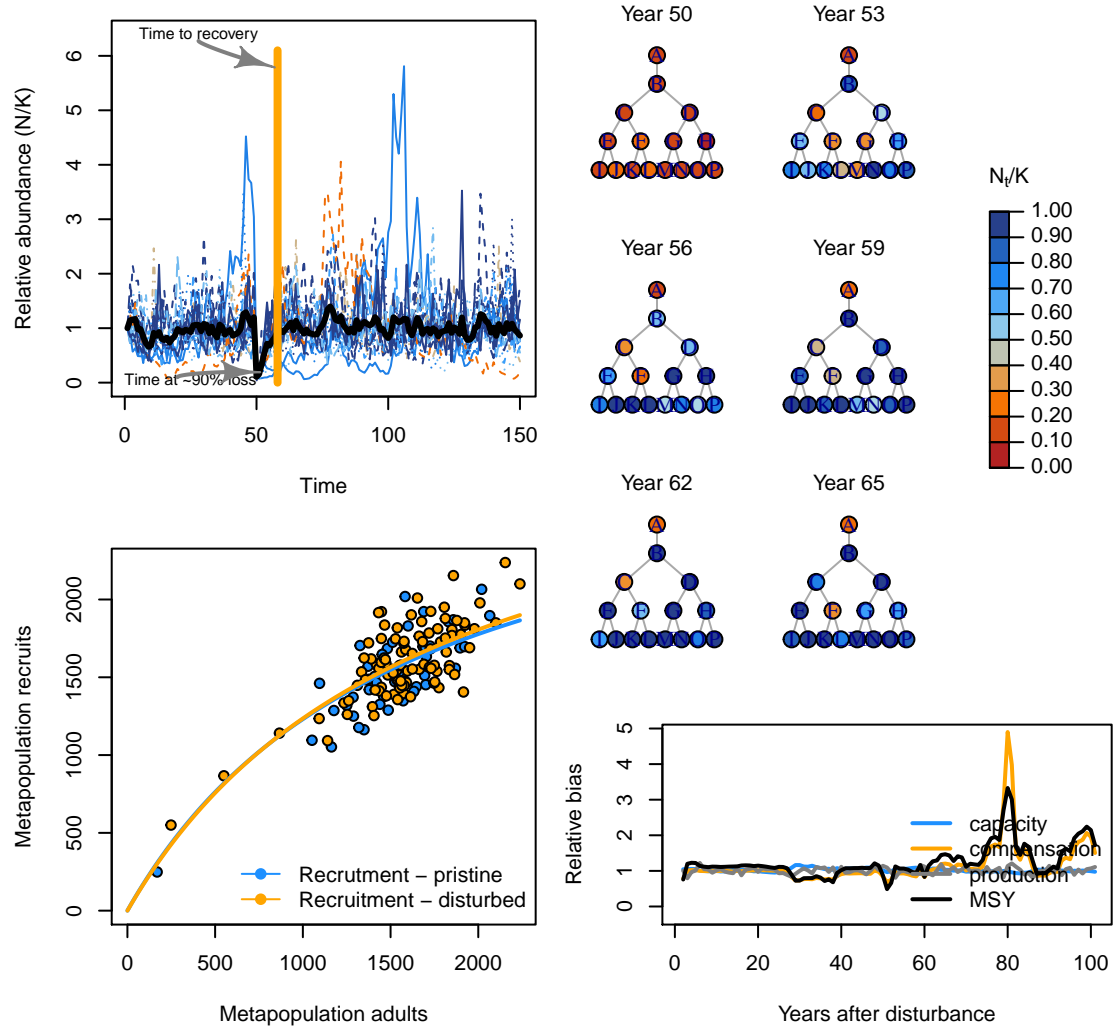 Time to recovery
Time at ~90% loss
Relative abundance (N/K)
0
1
2
3
4
5
6
0
50
100
150
Time
Year 50
A
B
E
F
G
H
I
J
K
M
N
P
Year 53
A
B
E
F
G
H
I
J
K
M
N
O
P
Year 56
A
B
E
F
G
H
I
J
K
M
N
O
P
Year 59
A
B
E
F
G
H
I
J
K
M
N
O
P
Year 62
A
B
E
F
G
H
I
J
K
M
N
O
P
Year 65
A
B
E
F
G
H
I
J
K
M
N
O
P
Nt/K
1.00
0.90
0.80
0.70
0.60
0.50
0.40
0.30
0.20
0.10
0.00
Metapopulation recruits
0
500
1000
1500
2000
Recrutment – pristine
Recruitment – disturbed
0
500
1000
1500
2000
Metapopulation adults
Relative bias
0
1
2
3
4
5
capacity
compensation
production
MSY
0
20
40
60
80
100
Years after disturbance